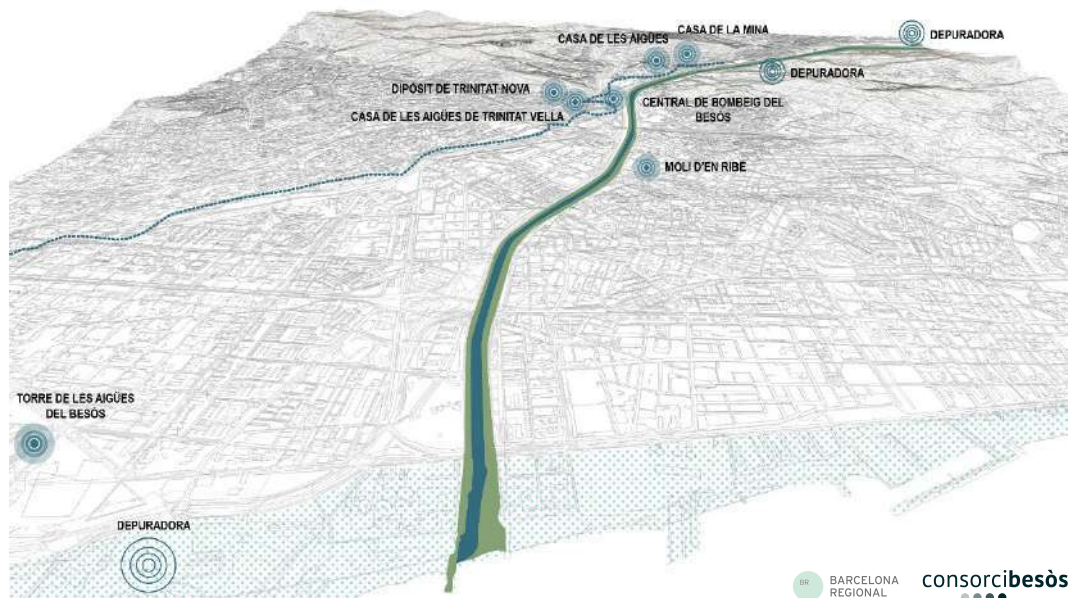 CASA DE LA MINA
CASA DE LES AIGÜES
DEPURADORA
DEPURADORA
DIPÒSIT DE TRINITAT NOVA
CENTRAL DE BOMBEIG DEL
BESÒS
CASA DE LES AIGÜES DE TRINITAT VELLA
MOLI D'EN RIBÉ
TORRE DE LES AIGÜES
DEL BESÒS
DEPURADORA
BR
BARCELONA
REGIONAL
consorcibesòs